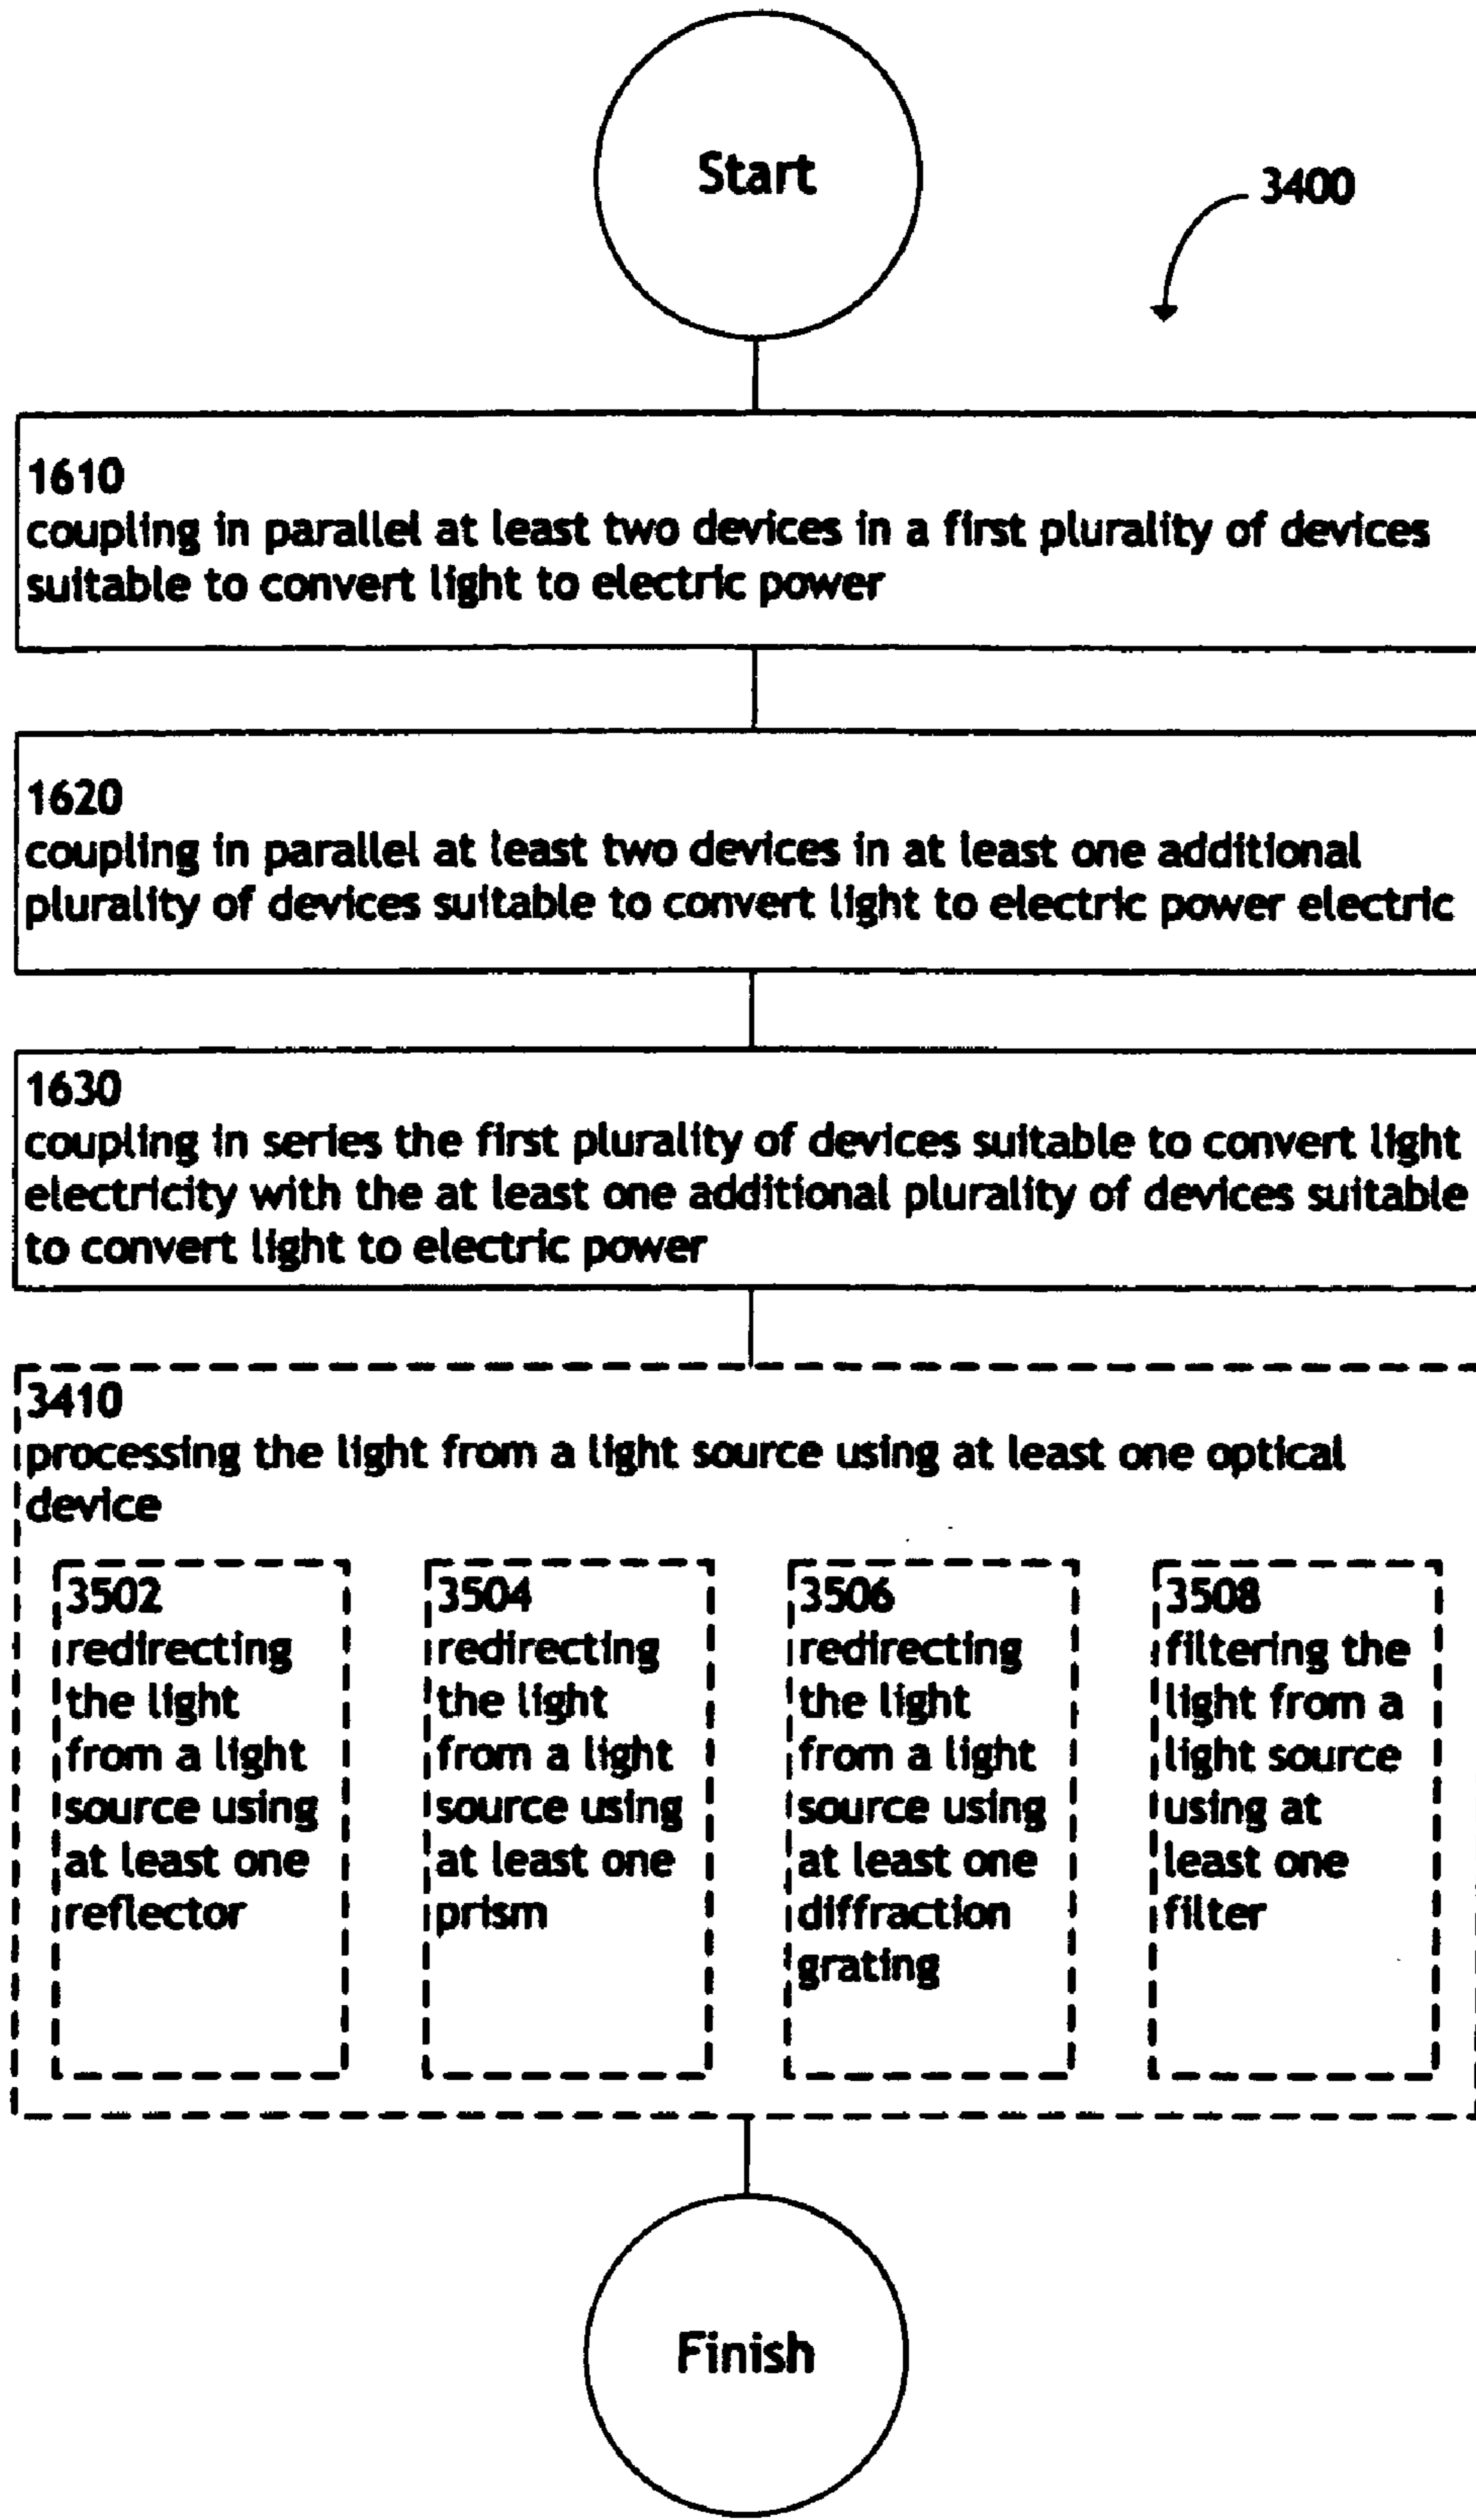 Start
3400
1610
coupling in parallel at least two devices in a first plurality of devices
suitable to convert light to electric power
1620
coupling in parallel at least two devices in at least one additional
plurality of devices suitable to convert light to electric power electric
1630
coupling in series the first plurality of devices suitable to convert light
electricity with the at least one additional plurality of devices suitable
to convert light to electric power
3410
processing the light from a light source using at least one optical
device
3502
redirecting
the light
from a light
source using
at least one
reflector
3504
redirecting
the light
from a light
source using
at least one
prism
3506
redirecting
the light
from a light
source using
at least one
diffraction
grating
3508
filtering the
light from a
light source
using at
least one
filter
Finish